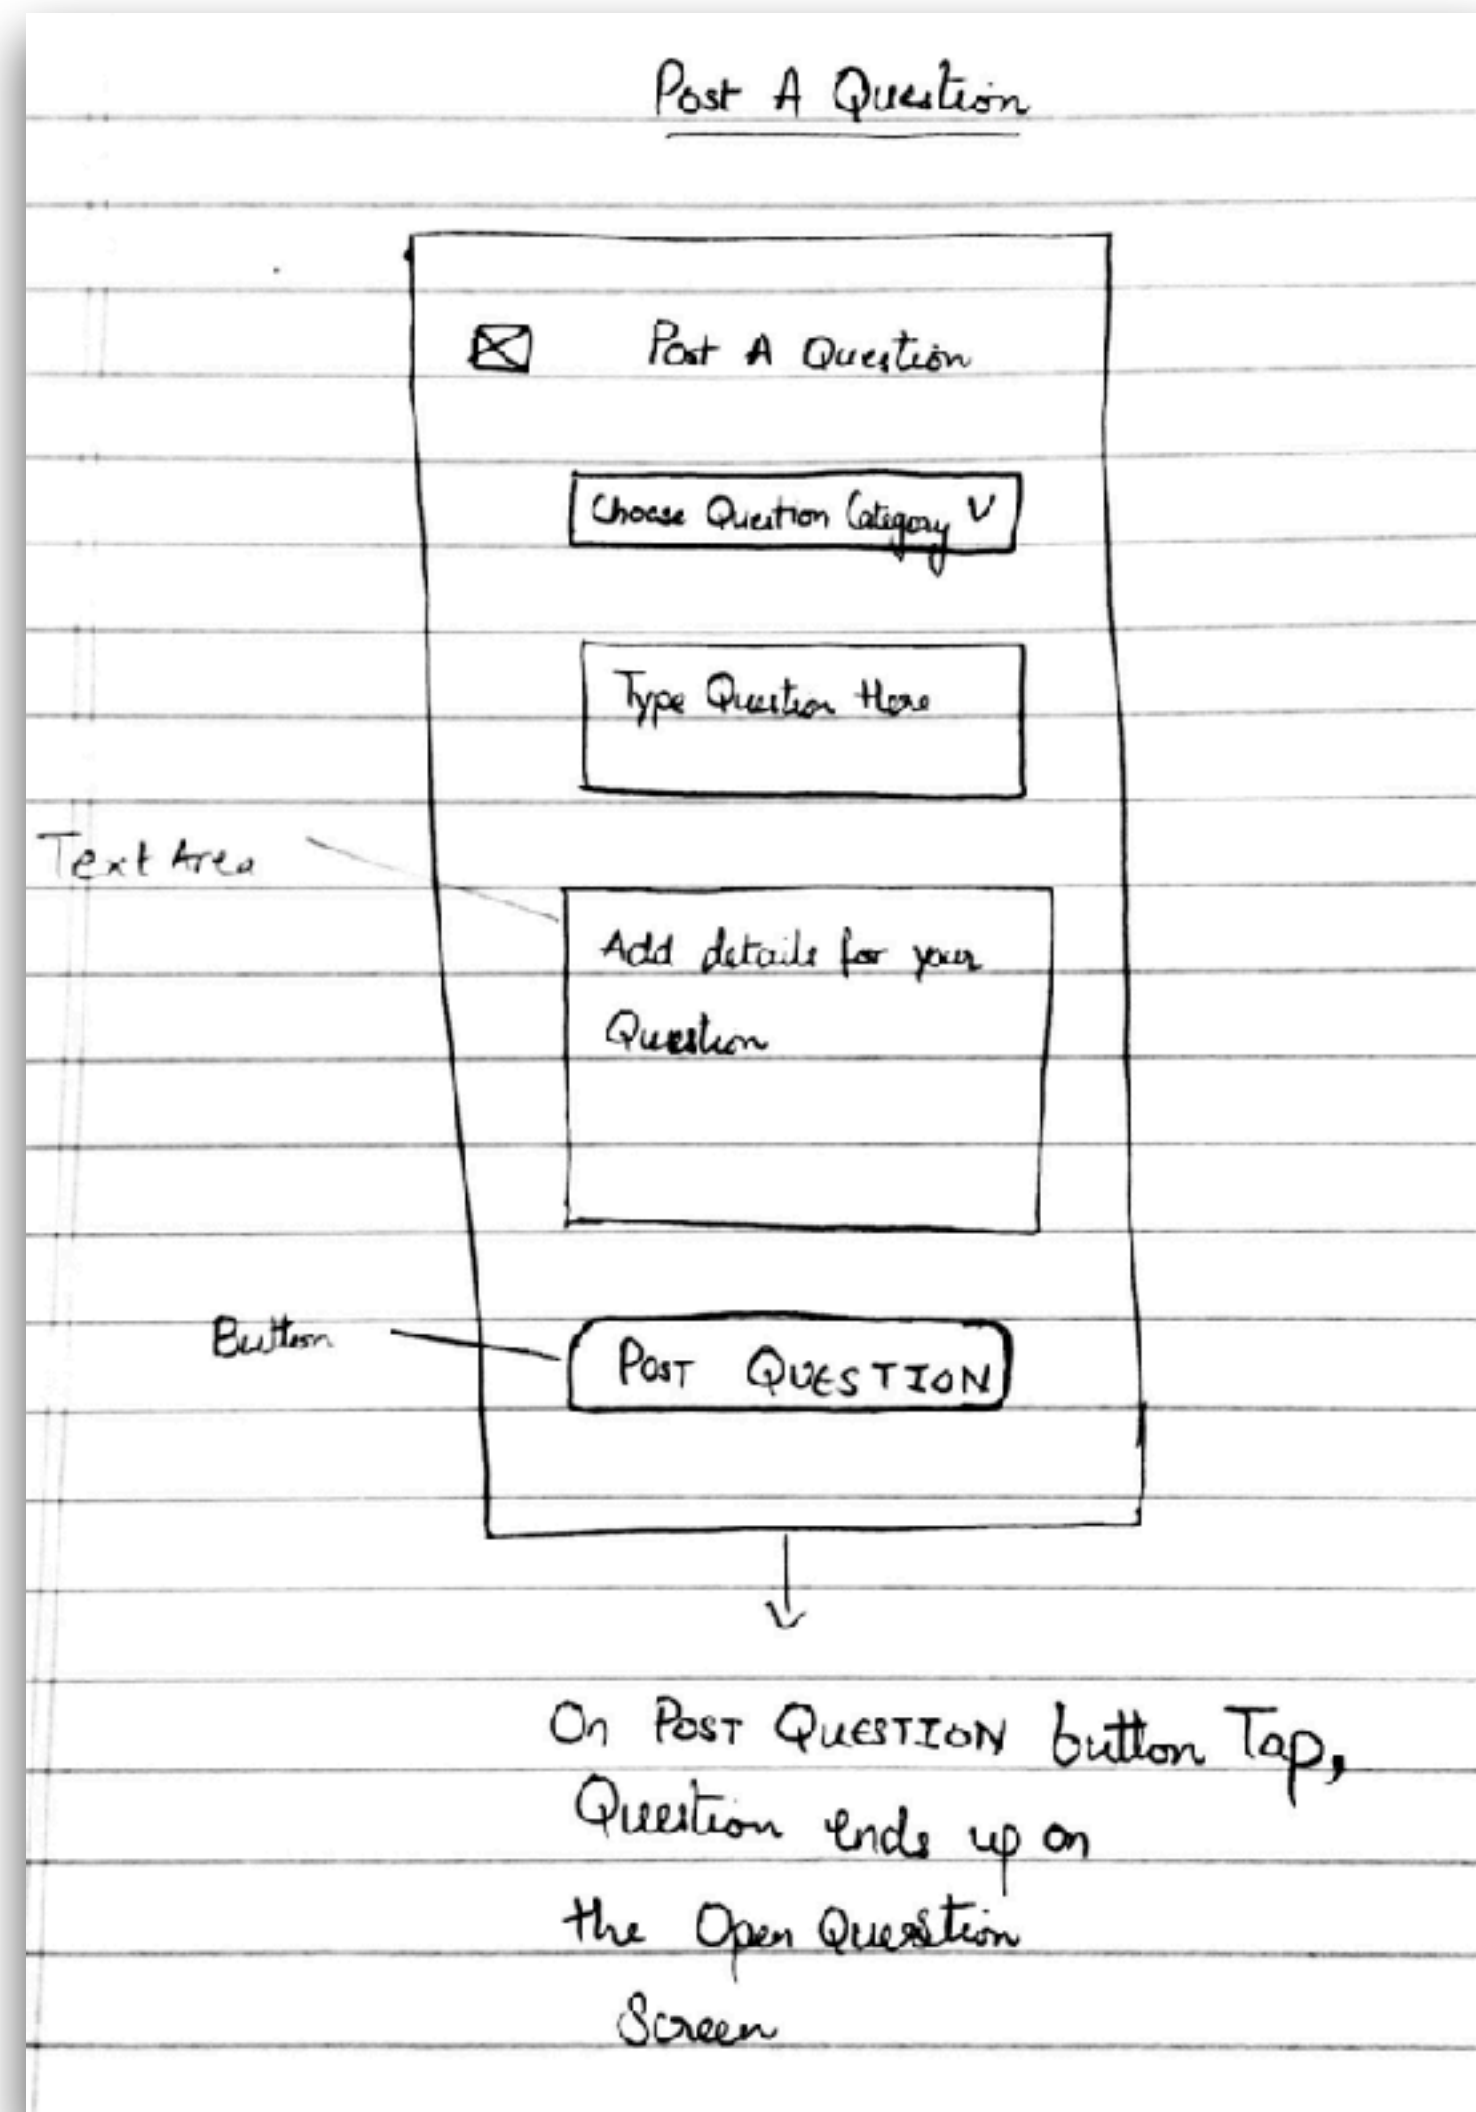 Post A Question
Post A Question
Choose Question Category
Type Question Here
Text Area
Add details for your
Question
Button
POST QUESTION
On POST QUESTION button Tap,
Question ends up on
the Open Question
Screen